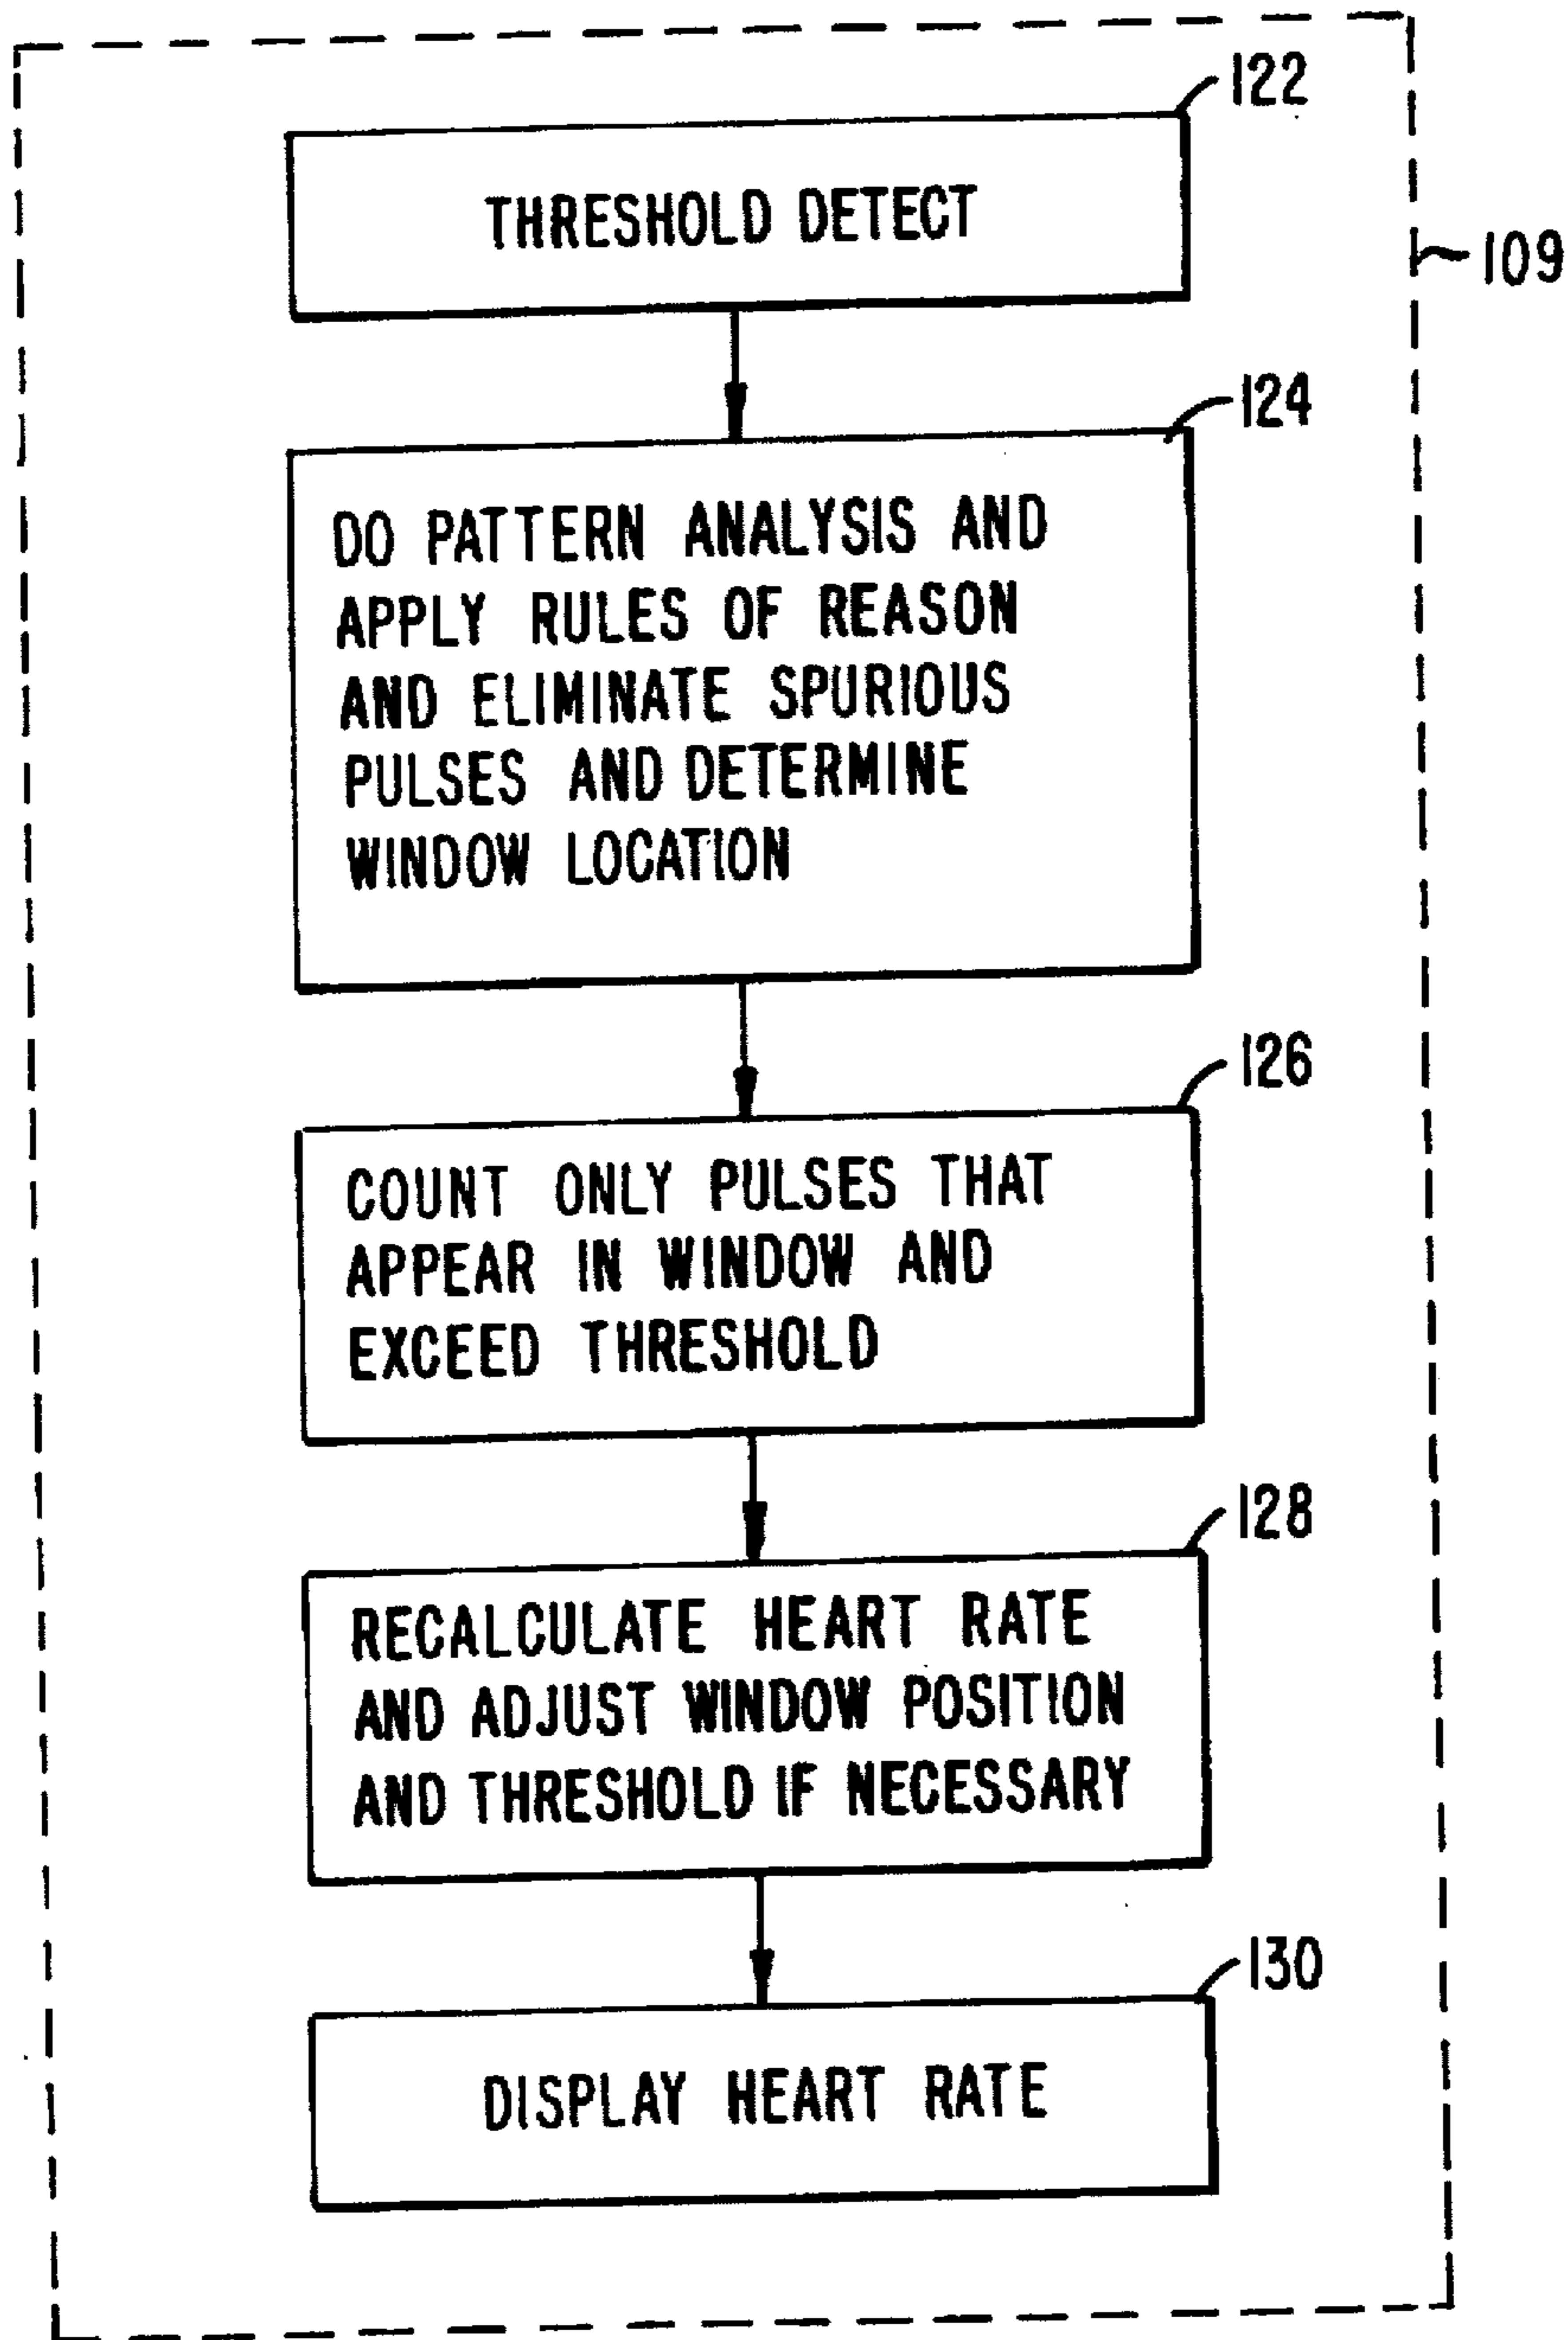 122
THRESHOLD DETECT
109
124
DO PATTERN ANALYSIS AND
APPLY RULES OF REASON
AND ELIMINATE SPURIOUS
PULSES AND DETERMINE
WINDOW LOCATION
126
COUNT ONLY PULSES THAT
APPEAR IN WINDOW AND
EXCEED THRESHOLD
128
RECALCULATE HEART RATE
AND ADJUST WINDOW POSITION
AND THRESHOLD IF NECESSARY
130
DISPLAY HEART RATE